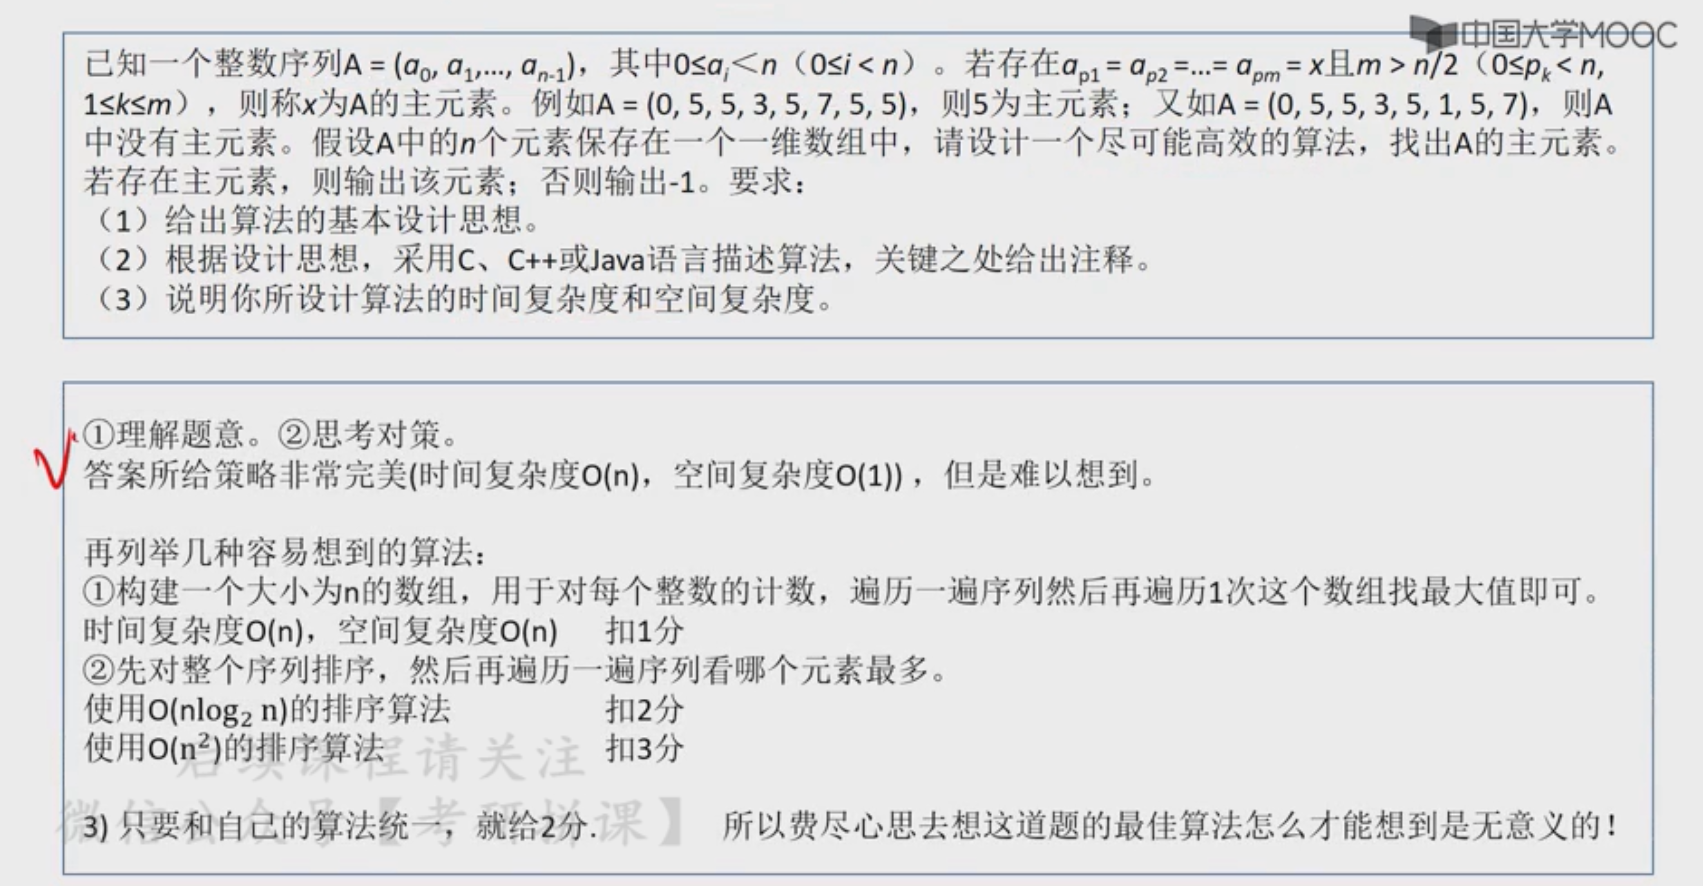 中国大学MOOC
已知一个整数序列A = (a0, a1,..., an-1)，其中0≤ai＜n（0≤i < n）。若存在ap1 = ap2 =...= apm = x且m > n/2（0≤pk < n,
1≤k≤m），则称x为A的主元素。例如A = (0, 5, 5, 3, 5, 7, 5, 5)，则5为主元素；又如A = (0, 5, 5, 3, 5, 1, 5, 7)，则A
中没有主元素。假设A中的n个元素保存在一个一维数组中，请设计一个尽可能高效的算法，找出A的主元素。
若存在主元素，则输出该元素；否则输出-1。要求：
（1）给出算法的基本设计思想。
（2）根据设计思想，采用C、C++或Java语言描述算法，关键之处给出注释。
（3）说明你所设计算法的时间复杂度和空间复杂度。
①理解题意。②思考对策。
答案所给策略非常完美(时间复杂度O(n)，空间复杂度O(1))，但是难以想到。
再列举几种容易想到的算法：
①构建一个大小为n的数组，用于对每个整数的计数，遍历一遍序列然后再遍历1次这个数组找最大值即可。
时间复杂度O(n)，空间复杂度O(n) 扣1分
②先对整个序列排序，然后再遍历一遍序列看哪个元素最多。
使用O(nlog₂ n)的排序算法 扣2分
使用O(n²)的排序算法 扣3分
后续课程请关注
微信公众号【考研拼课】
3) 只要和自己的算法统一，就给2分. 所以费尽心思去想这道题的最佳算法怎么才能想到是无意义的！